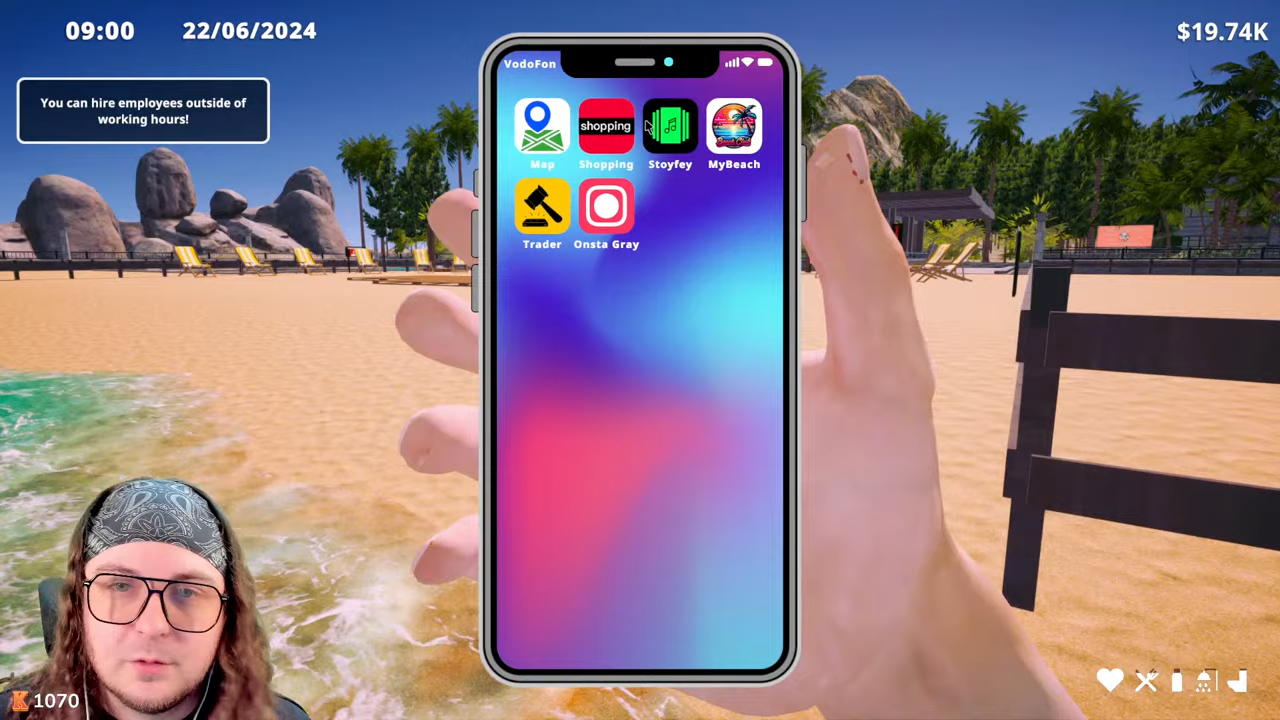 09:00
22/06/2024
$19.74K
You can hire employees outside of
working hours!
VodoFon
shopping
Map
Shopping
Stoyfey
MyBeach
Trader
Onsta Gray
K 1070